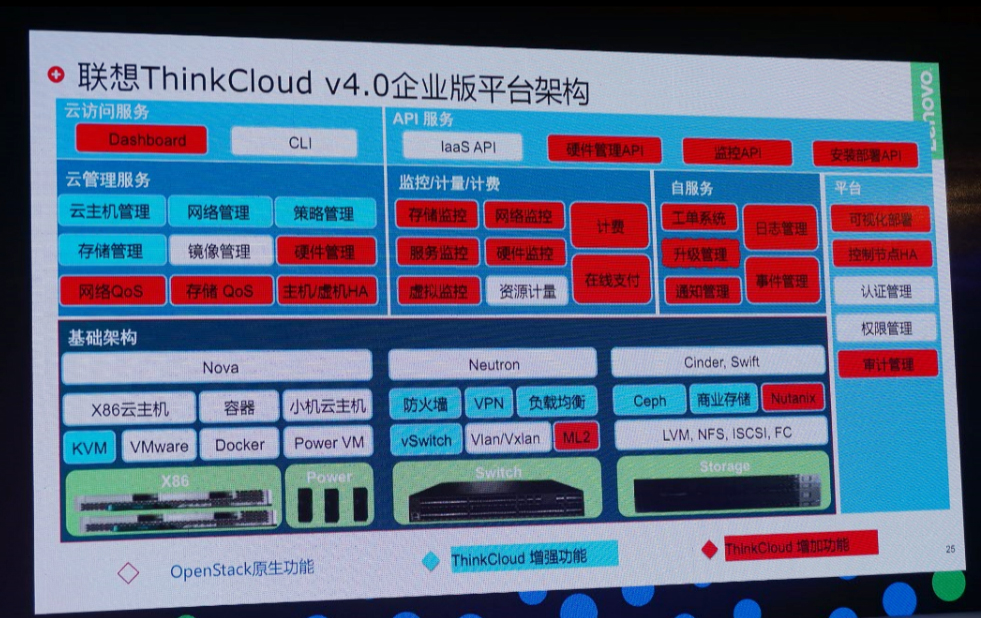 联想ThinkCloud v4.0企业版平台架构
Lenovo
云访问服务
Dashboard
CLI
API 服务
IaaS API
硬件管理API
监控API
安装部署API
云管理服务
云主机管理
网络管理
策略管理
存储管理
镜像管理
硬件管理
网络QoS
存储 QoS
主机/虚机HA
监控/计量/计费
存储监控
网络监控
计费
服务监控
硬件监控
虚拟监控
资源计量
在线支付
自服务
工单系统
日志管理
升级管理
通知管理
事件管理
平台
可视化部署
控制节点HA
认证管理
权限管理
审计管理
基础架构
Nova
Neutron
Cinder, Swift
X86云主机
容器
小机云主机
防火墙
VPN
负载均衡
Ceph
商业存储
Nutanix
KVM
VMware
Docker
Power VM
vSwitch
Vlan/Vxlan
ML2
LVM, NFS, ISCSI, FC
X86
Power
Switch
Storage
OpenStack原生功能
ThinkCloud 增强功能
ThinkCloud 增加功能
25